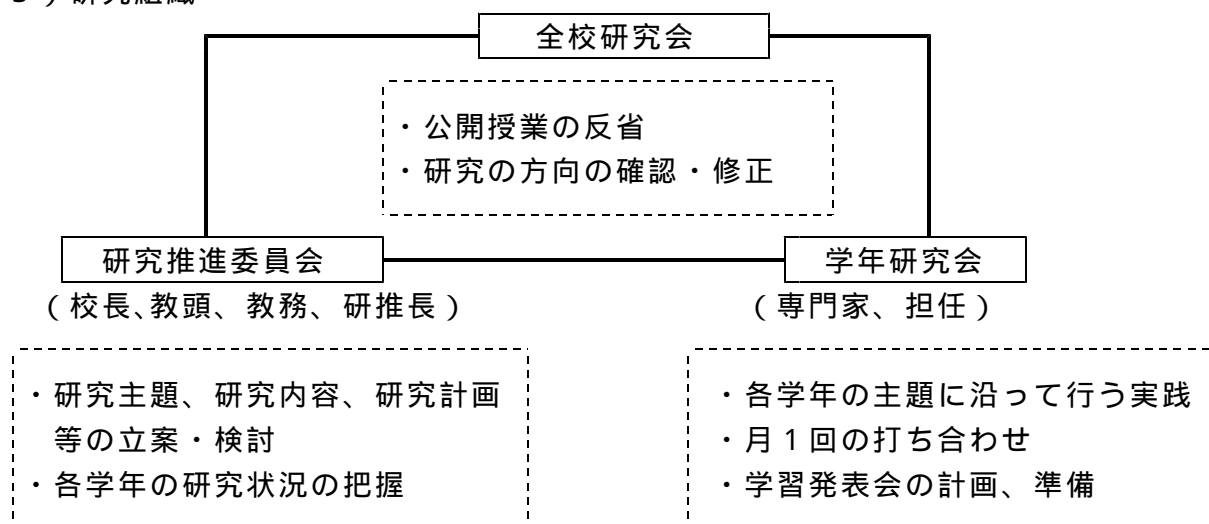 全校研究会
・公開授業の反省
・研究の方向の確認・修正
研究推進委員会
学年研究会
(校長、教頭、教務、研推長)
(専門家、担任)
・研究主題、研究内容、研究計画
等の立案・検討
・各学年の研究状況の把握
・各学年の主題に沿って行う実践
・月1回の打ち合わせ
・学習発表会の計画、準備